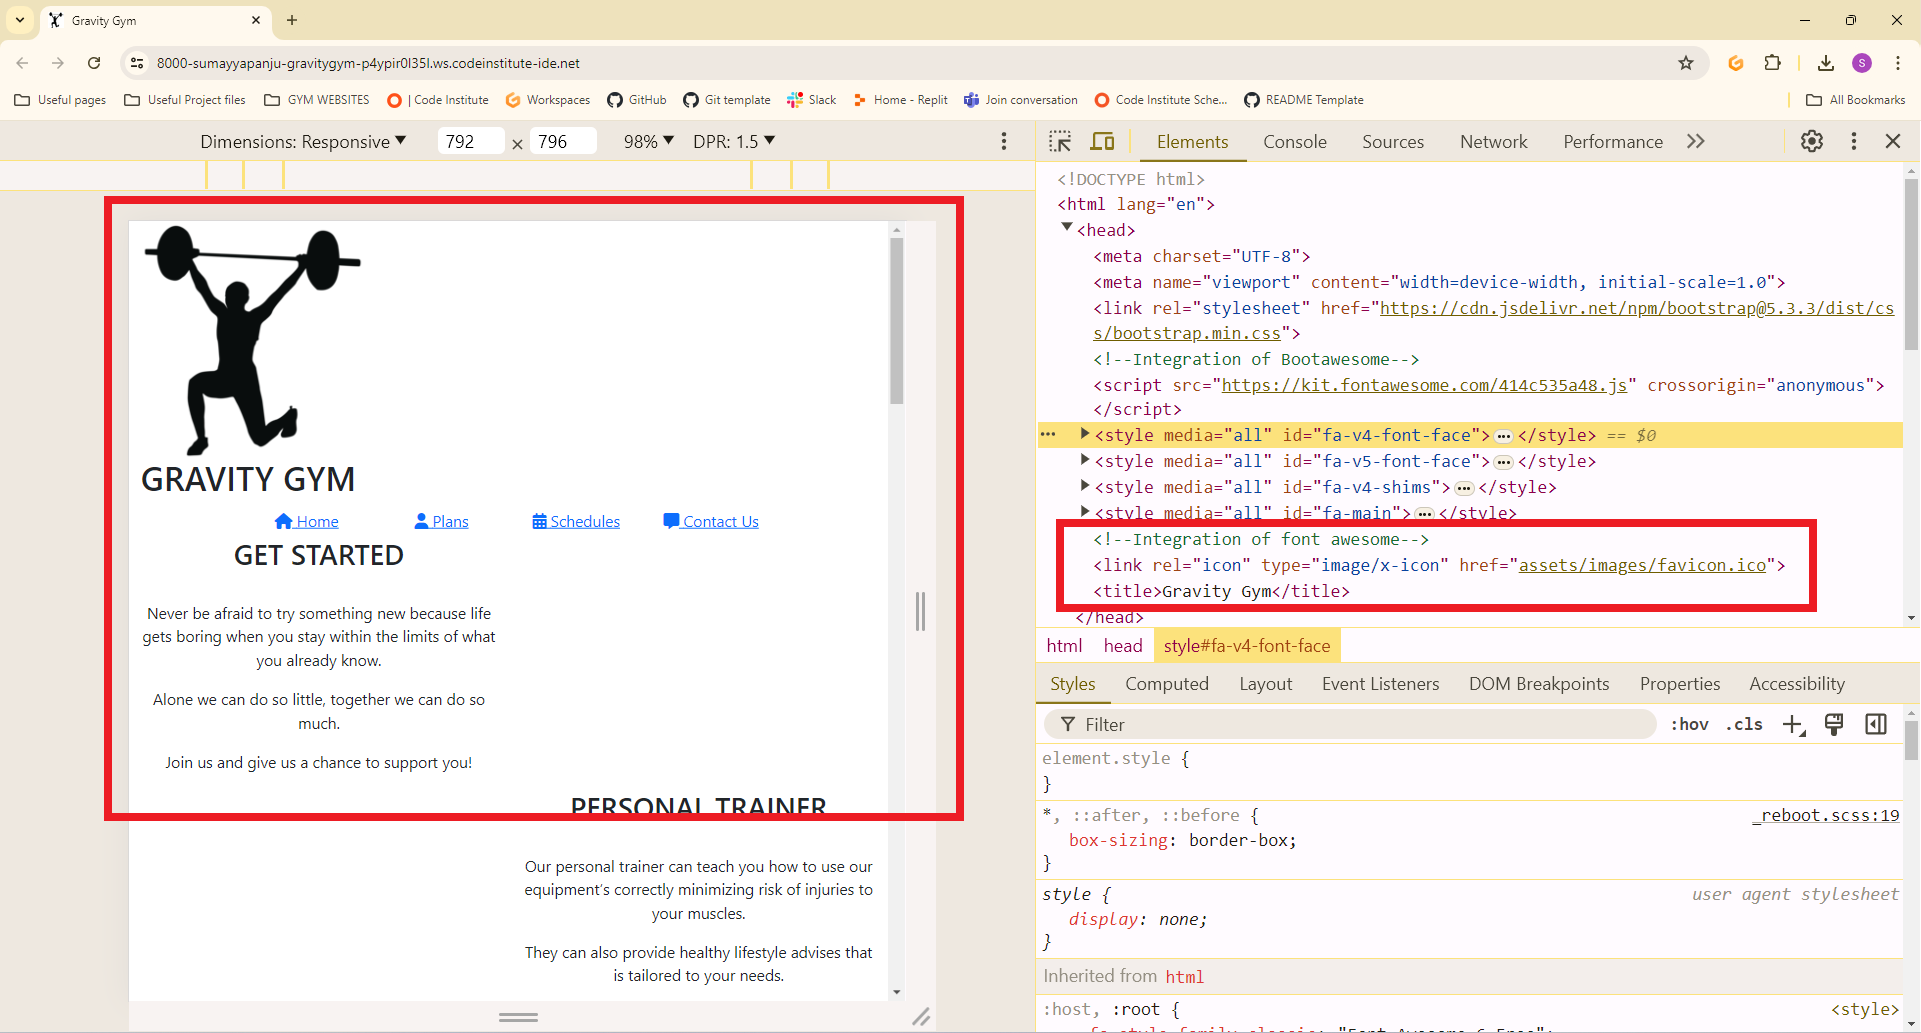 Gravity Gym
8000-sumayyapanju-gravitygym-p4ypir0l35l.ws.codeinstitute-ide.net
S
Useful pages
Useful Project files
GYM WEBSITES
| Code Institute
Workspaces
GitHub
Git template
Slack
Home - Replit
Join conversation
Code Institute Sche...
README Template
All Bookmarks
Dimensions: Responsive
792 × 796
98%
DPR: 1.5
GRAVITY GYM
Home
Plans
Schedules
Contact Us
GET STARTED
Never be afraid to try something new because life
gets boring when you stay within the limits of what
you already know.
Alone we can do so little, together we can do so
much.
Join us and give us a chance to support you!
PERSONAL TRAINER
Our personal trainer can teach you how to use our
equipment's correctly minimizing risk of injuries to
your muscles.
They can also provide healthy lifestyle advises that
is tailored to your needs.
Elements
Console
Sources
Network
Performance
<!DOCTYPE html>
<html lang="en">
<head>
<meta charset="UTF-8">
<meta name="viewport" content="width=device-width, initial-scale=1.0">
<link rel="stylesheet" href="https://cdn.jsdelivr.net/npm/bootstrap@5.3.3/dist/cs
s/bootstrap.min.css">
<!--Integration of Bootawesome-->
<script src="https://kit.fontawesome.com/414c535a48.js" crossorigin="anonymous">
</script>
<style media="all" id="fa-v4-font-face">…</style> == $0
<style media="all" id="fa-v5-font-face">…</style>
<style media="all" id="fa-v4-shims">…</style>
<style media="all" id="fa-main">…</style>
<!--Integration of font awesome-->
<link rel="icon" type="image/x-icon" href="assets/images/favicon.ico">
<title>Gravity Gym</title>
</head>
html head style#fa-v4-font-face
Styles
Computed
Layout
Event Listeners
DOM Breakpoints
Properties
Accessibility
Filter
:hov .cls
element.style {
}
*, ::after, ::before {
_reboot.scss:19
box-sizing: border-box;
}
style {
user agent stylesheet
display: none;
}
Inherited from html
:host, :root {
<style>
--fa-style-family-classic: "Font Awesome 6 Free";